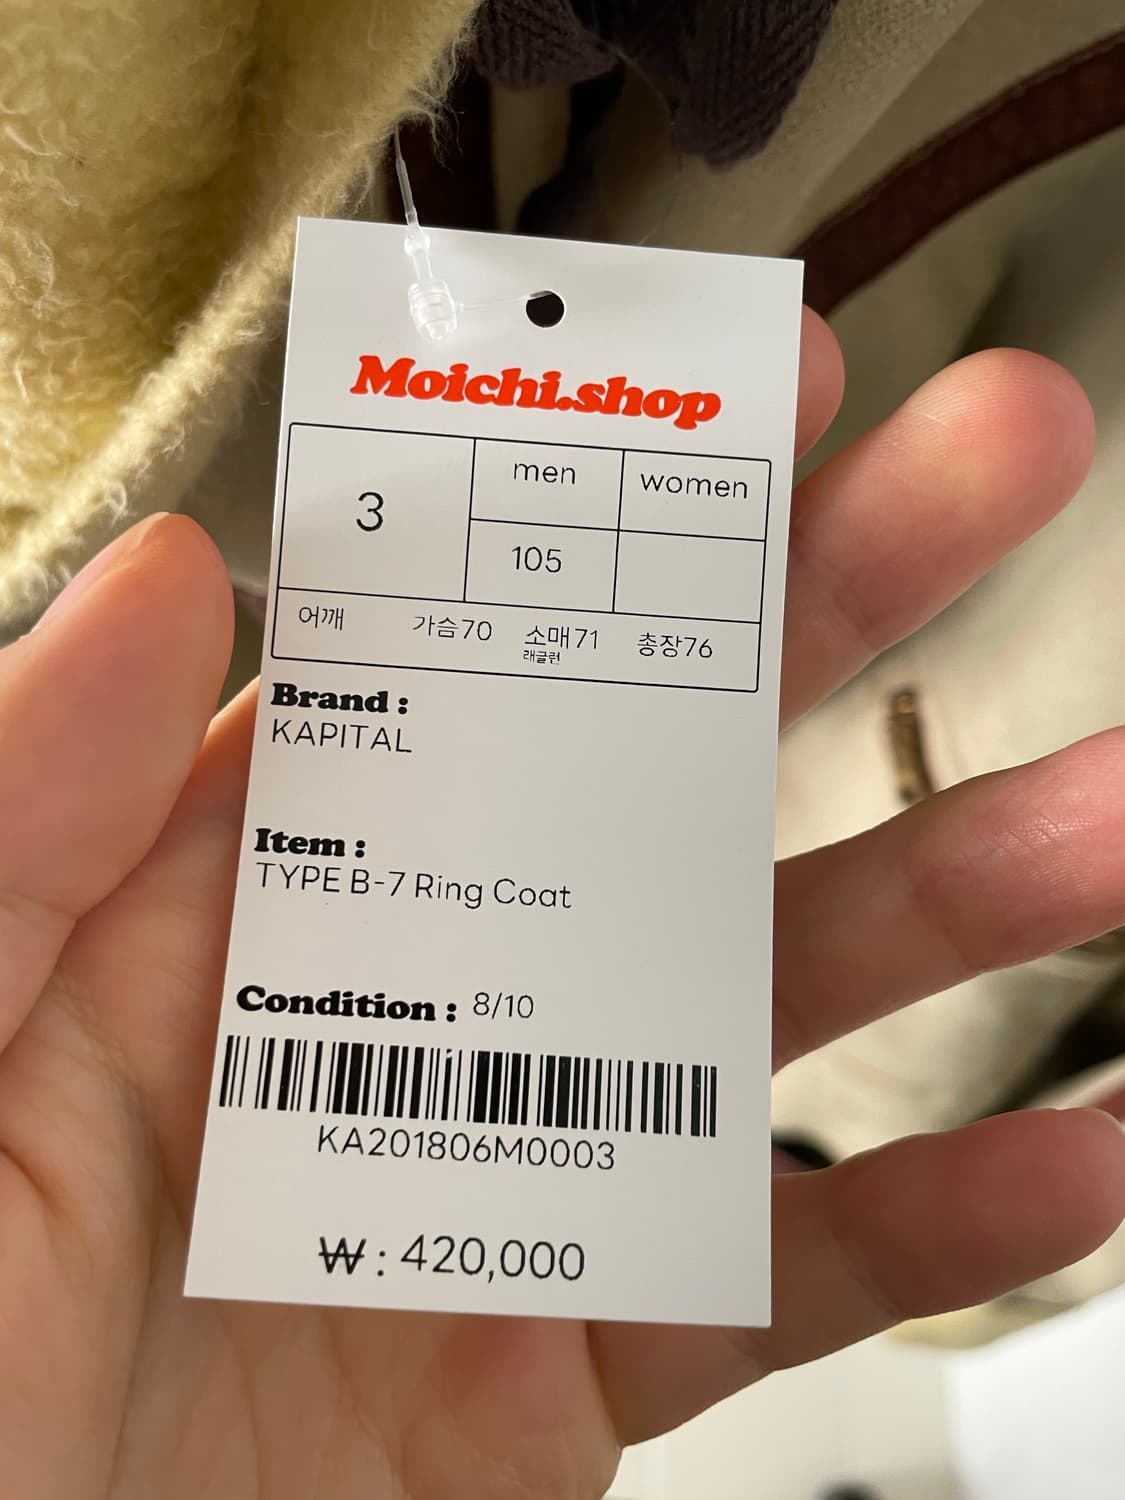 Moichi.shop
3 men women
105
어깨 가슴70 소매71 총장76
래글런
Brand :
KAPITAL
Item :
TYPE B-7 Ring Coat
Condition : 8/10
KA201806M0003
₩ : 420,000